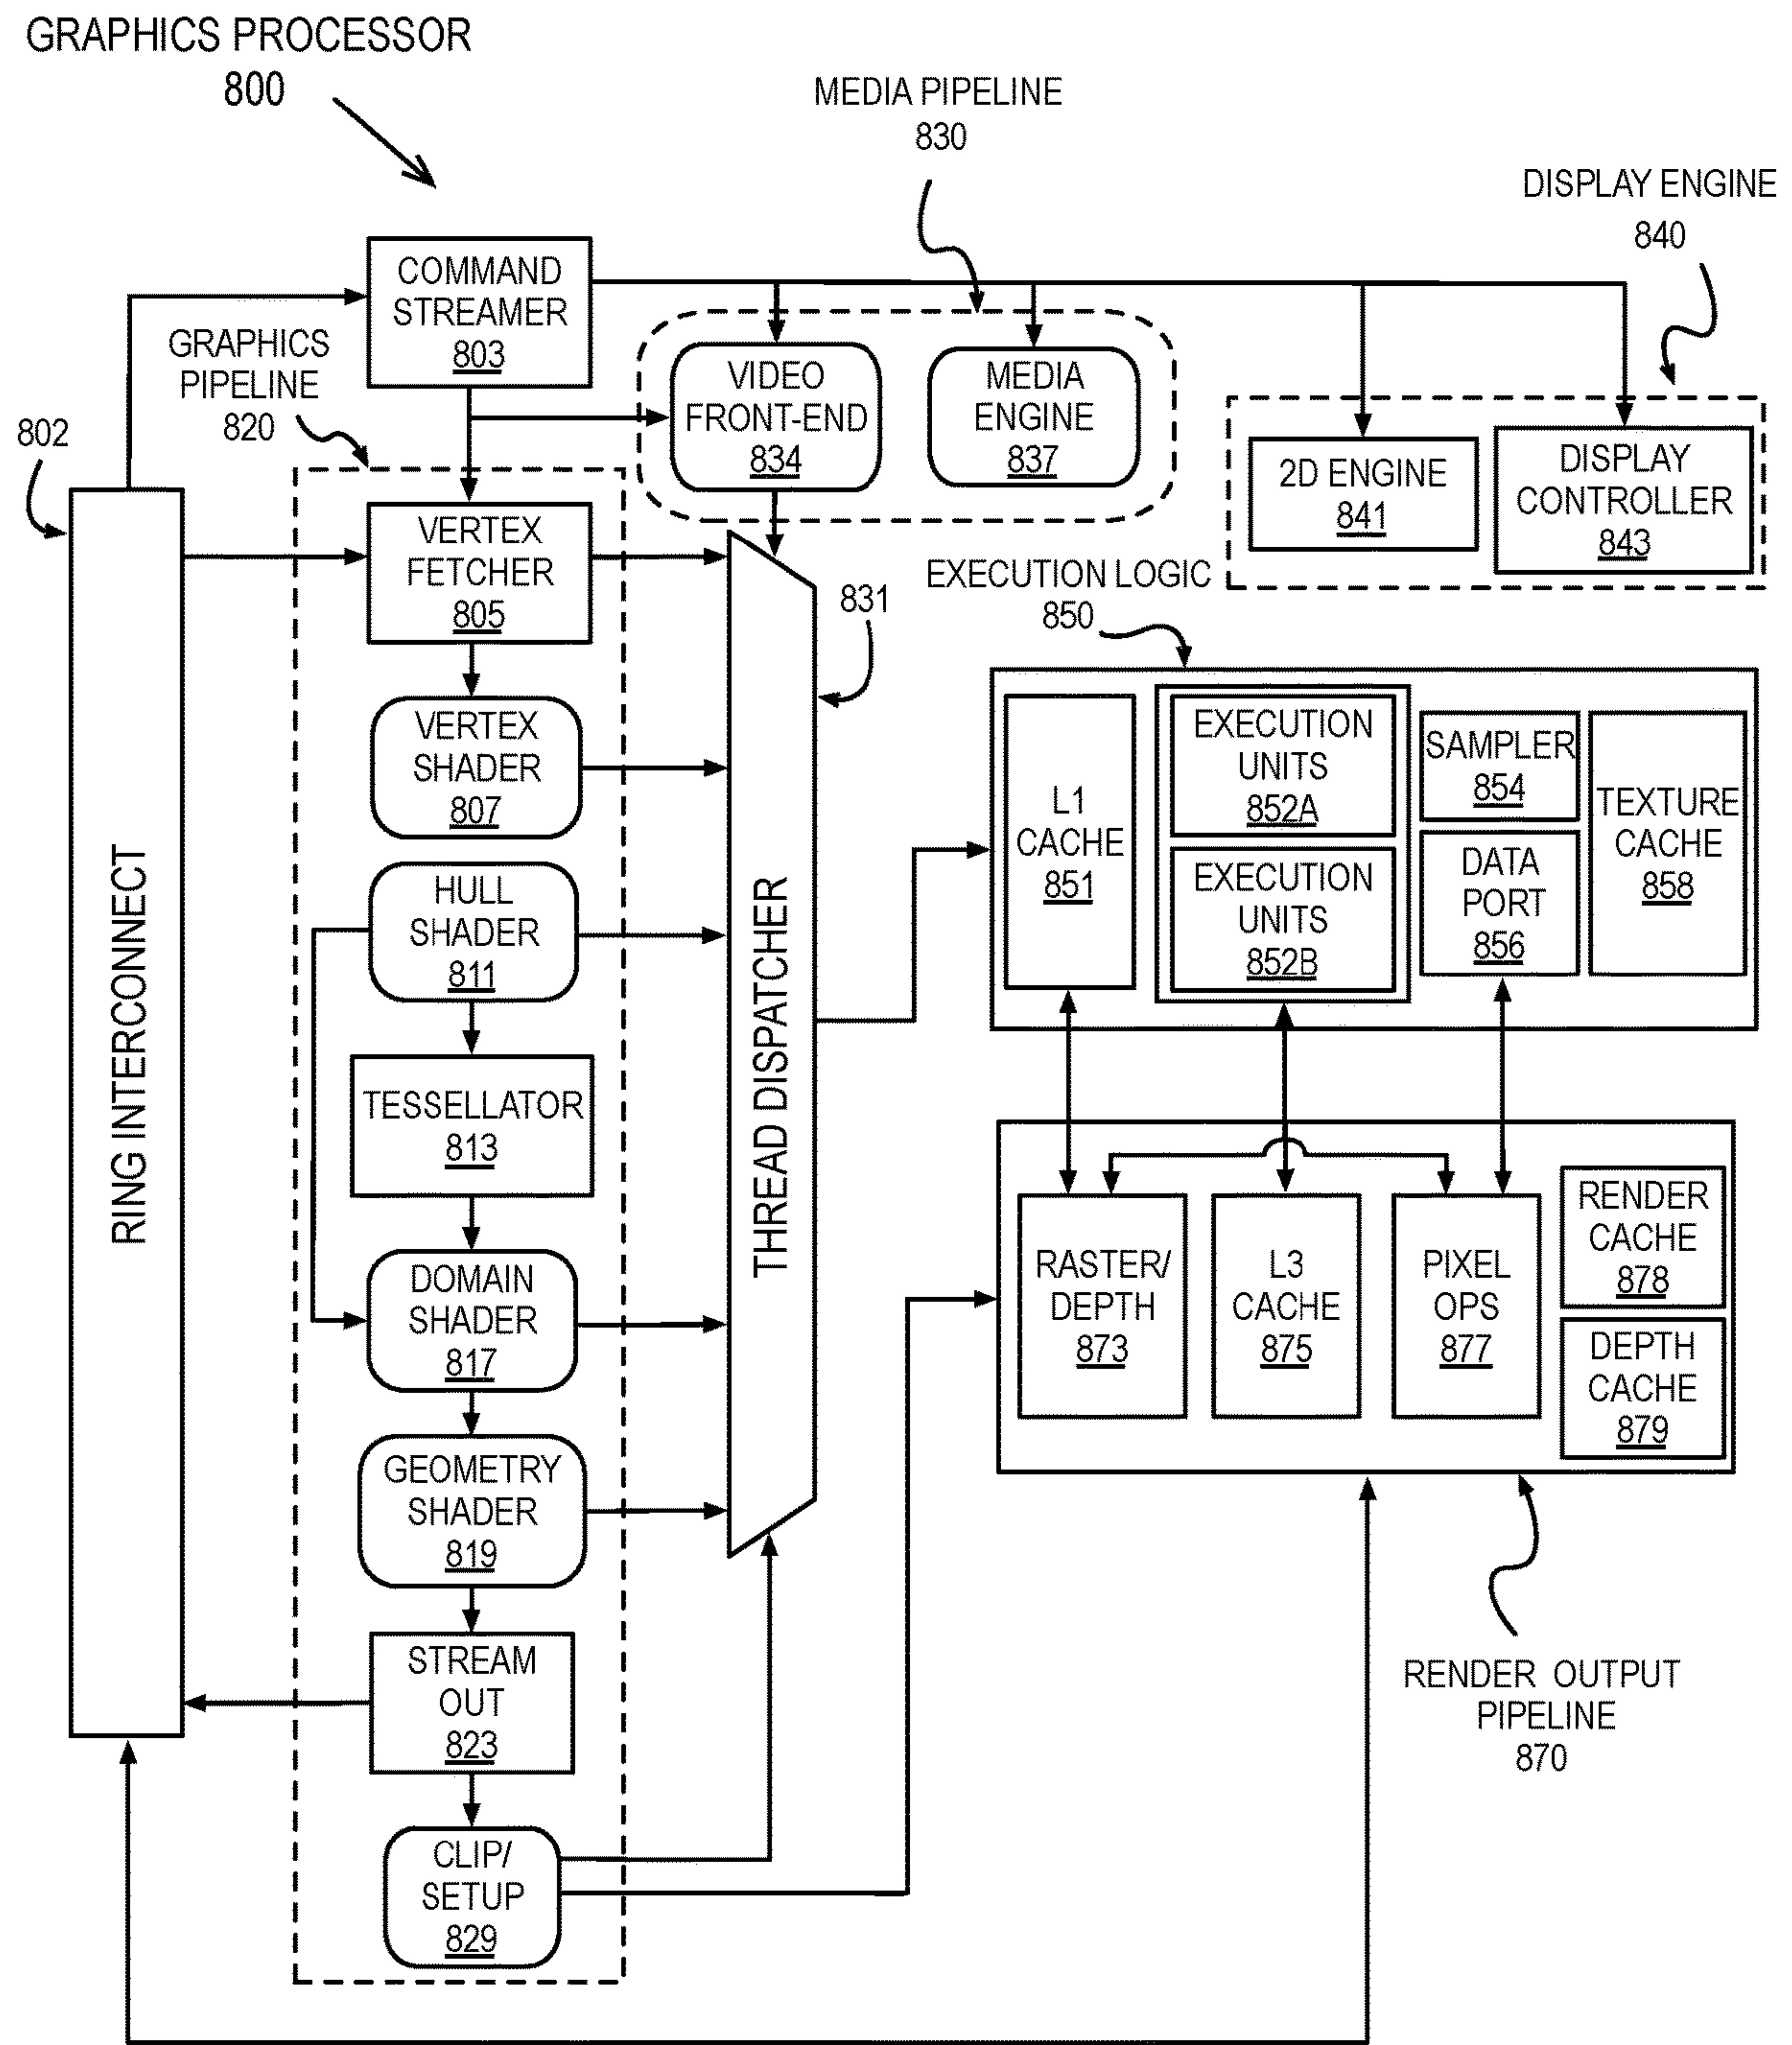 GRAPHICS PROCESSOR
800
MEDIA PIPELINE
830
DISPLAY ENGINE
840
COMMAND
STREAMER
803
GRAPHICS
PIPELINE
820
802
VIDEO
FRONT-END
834
MEDIA
ENGINE
837
2D ENGINE
841
DISPLAY
CONTROLLER
843
RING INTERCONNECT
VERTEX
FETCHER
805
VERTEX
SHADER
807
HULL
SHADER
811
TESSELLATOR
813
DOMAIN
SHADER
817
GEOMETRY
SHADER
819
STREAM
OUT
823
CLIP/
SETUP
829
THREAD DISPATCHER
831
EXECUTION LOGIC
850
L1
CACHE
851
EXECUTION
UNITS
852A
EXECUTION
UNITS
852B
SAMPLER
854
DATA
PORT
856
TEXTURE
CACHE
858
RASTER/
DEPTH
873
L3
CACHE
875
PIXEL
OPS
877
RENDER
CACHE
878
DEPTH
CACHE
879
RENDER OUTPUT
PIPELINE
870